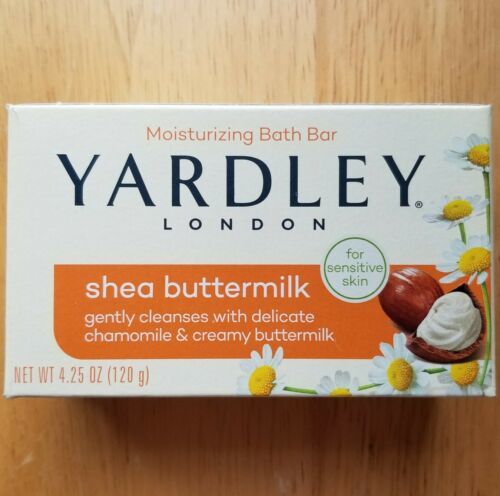 Moisturizing Bath Bar
YARDLEY®
LONDON
for
sensitive
skin
shea buttermilk
gently cleanses with delicate
chamomile & creamy buttermilk
NET WT 4.25 OZ (120 g)